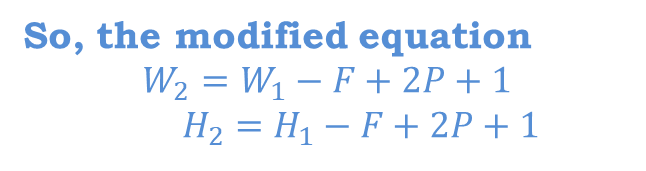 So, the modified equation
W₂ = W₁ − F + 2P + 1
H₂ = H₁ − F + 2P + 1